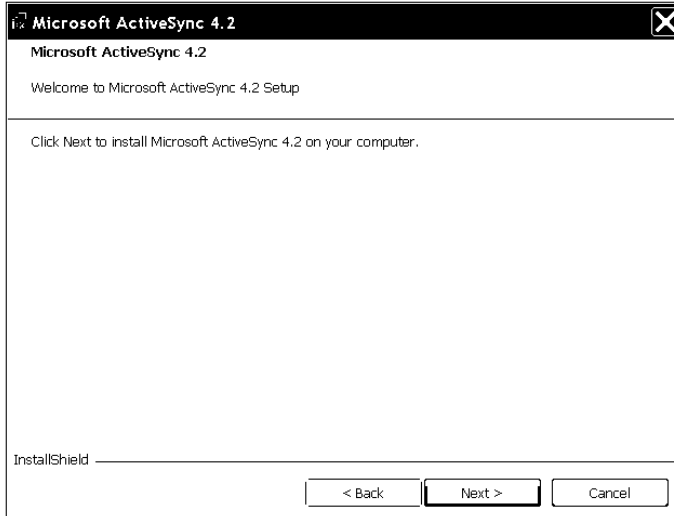 Microsoft ActiveSync 4.2
Microsoft ActiveSync 4.2
Welcome to Microsoft ActiveSync 4.2 Setup
Click Next to install Microsoft ActiveSync 4.2 on your computer.
InstallShield
< Back
Next >
Cancel